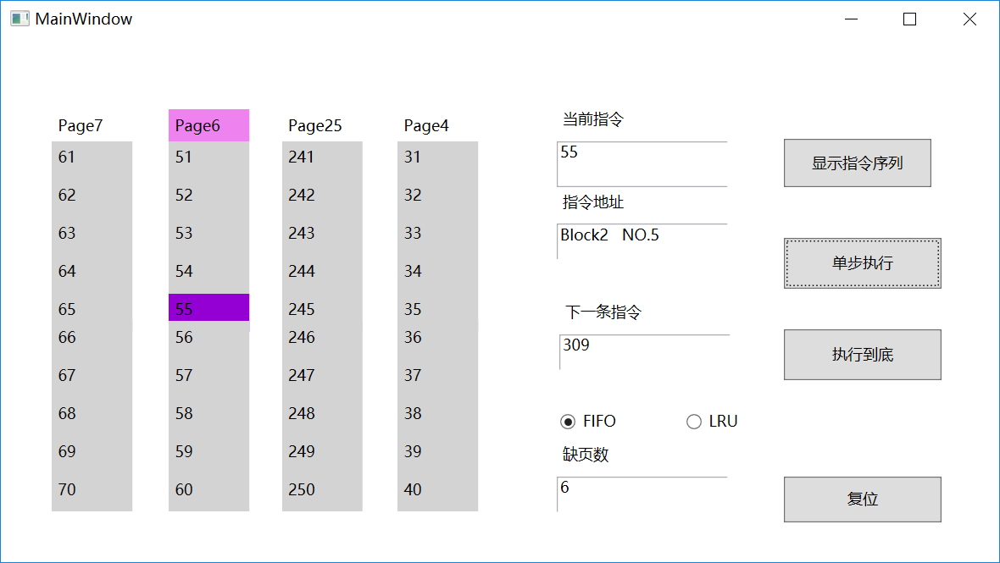 MainWindow
Page7 Page6 Page25 Page4
61 51 241 31
62 52 242 32
63 53 243 33
64 54 244 34
65 55 245 35
66 56 246 36
67 57 247 37
68 58 248 38
69 59 249 39
70 60 250 40
当前指令
55
指令地址
Block2 NO.5
下一条指令
309
FIFO LRU
缺页数
6
显示指令序列
单步执行
执行到底
复位